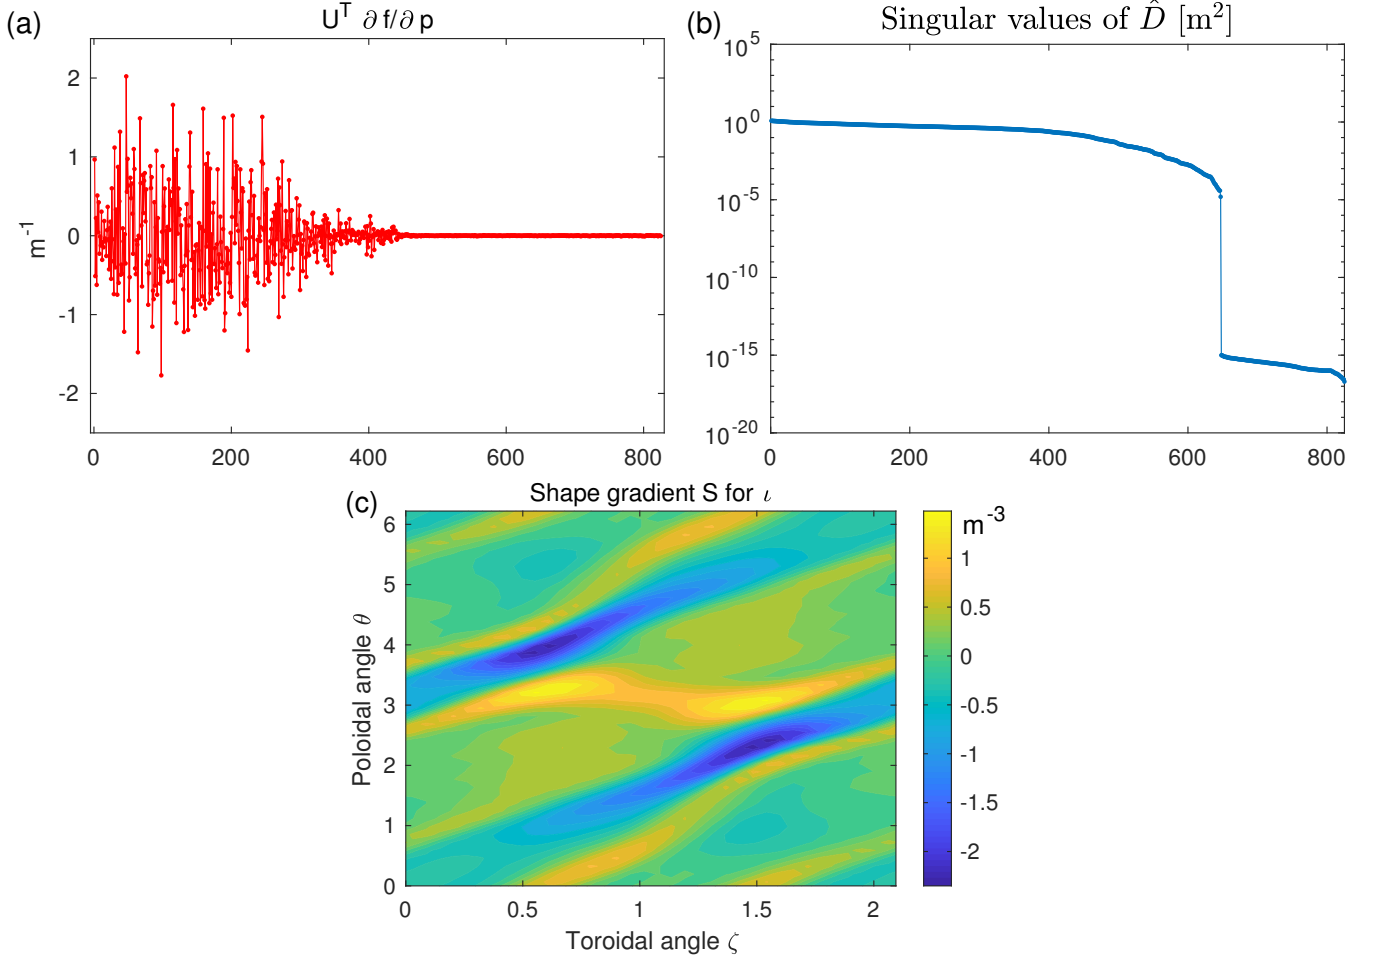 (a)
U^T ∂ f/∂ p
m^-1
2
1
0
-1
-2
0 200 400 600 800
(b)
Singular values of D̂ [m²]
10^5
10^0
10^-5
10^-10
10^-15
10^-20
0 200 400 600 800
(c)
Shape gradient S for ι
Poloidal angle θ
6
5
4
3
2
1
0
0 0.5 1 1.5 2
Toroidal angle ζ
m^-3
1
0.5
0
-0.5
-1
-1.5
-2